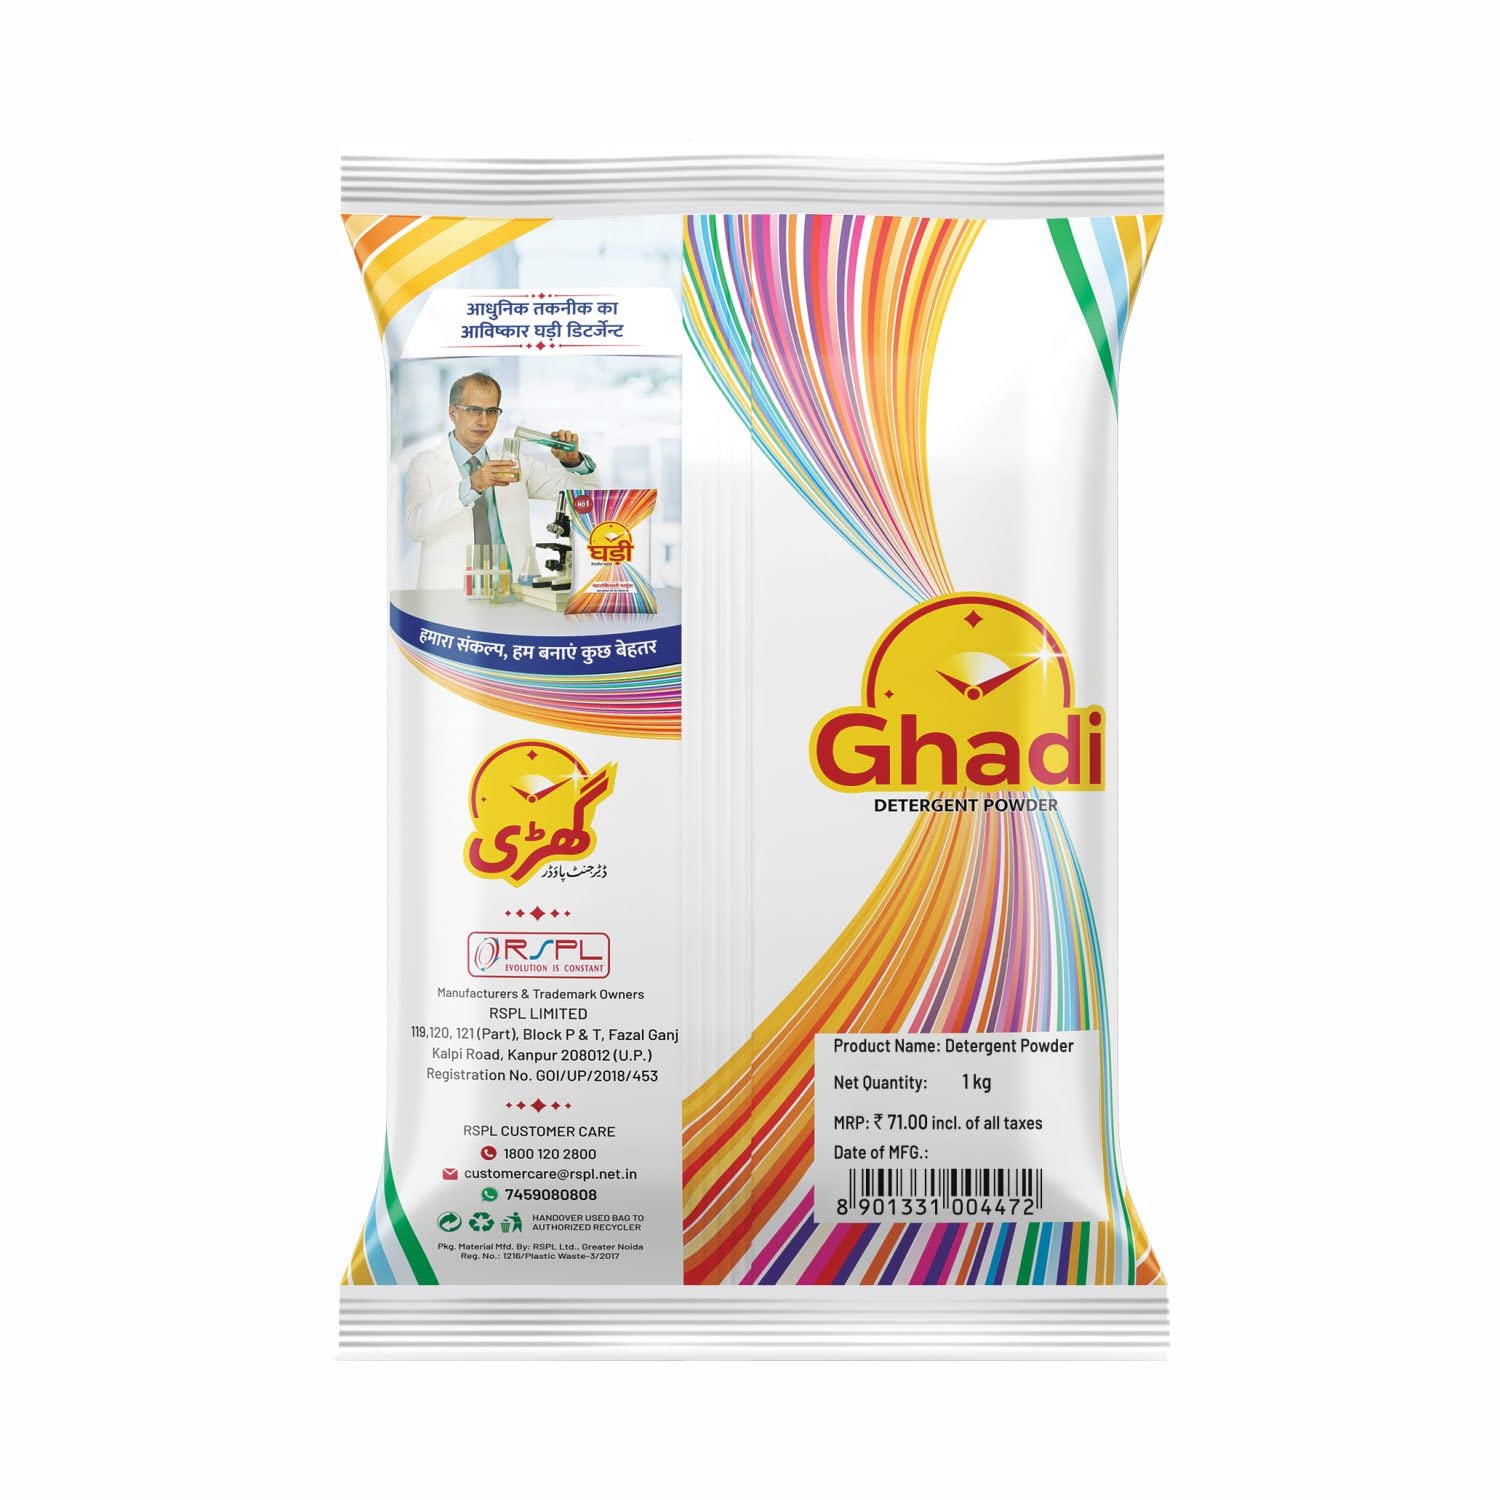 आधुनिक तकनीक का
आविष्कार घड़ी डिटर्जेन्ट
NO 1
घड़ी
हमारा संकल्प, हम बनाएं कुछ बेहतर
گھڑی
ڈیٹرجنٹ پاؤڈر
RSPL
EVOLUTION IS CONSTANT
Manufacturers & Trademark Owners
RSPL LIMITED
119,120, 121 (Part), Block P & T, Fazal Ganj
Kalpi Road, Kanpur 208012 (U.P.)
Registration No. GOI/UP/2018/453
RSPL CUSTOMER CARE
1800 120 2800
customercare@rspl.net.in
7459080808
HANDOVER USED BAG TO
AUTHORIZED RECYCLER
Pkg. Material Mfd. By: RSPL Ltd., Greater Noida
Reg. No.: 1216/Plastic Waste-3/2017
Ghadi
DETERGENT POWDER
Product Name: Detergent Powder
Net Quantity: 1 kg
MRP: ₹ 71.00 incl. of all taxes
Date of MFG.:
8 901331 004472